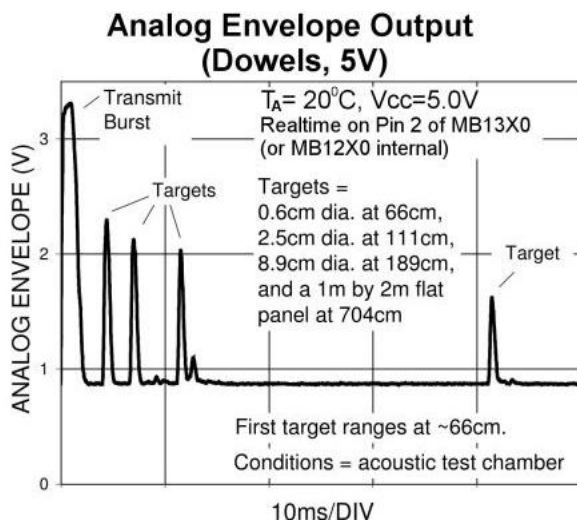 Analog Envelope Output
(Dowels, 5V)
Transmit
Burst
TA= 20⁰C, Vcc=5.0V
Realtime on Pin 2 of MB13X0
(or MB12X0 internal)
Targets
Targets =
0.6cm dia. at 66cm,
2.5cm dia. at 111cm,
8.9cm dia. at 189cm,
and a 1m by 2m flat
panel at 704cm
Target
First target ranges at ~66cm.
Conditions = acoustic test chamber
ANALOG ENVELOPE (V)
3
2
1
0
10ms/DIV